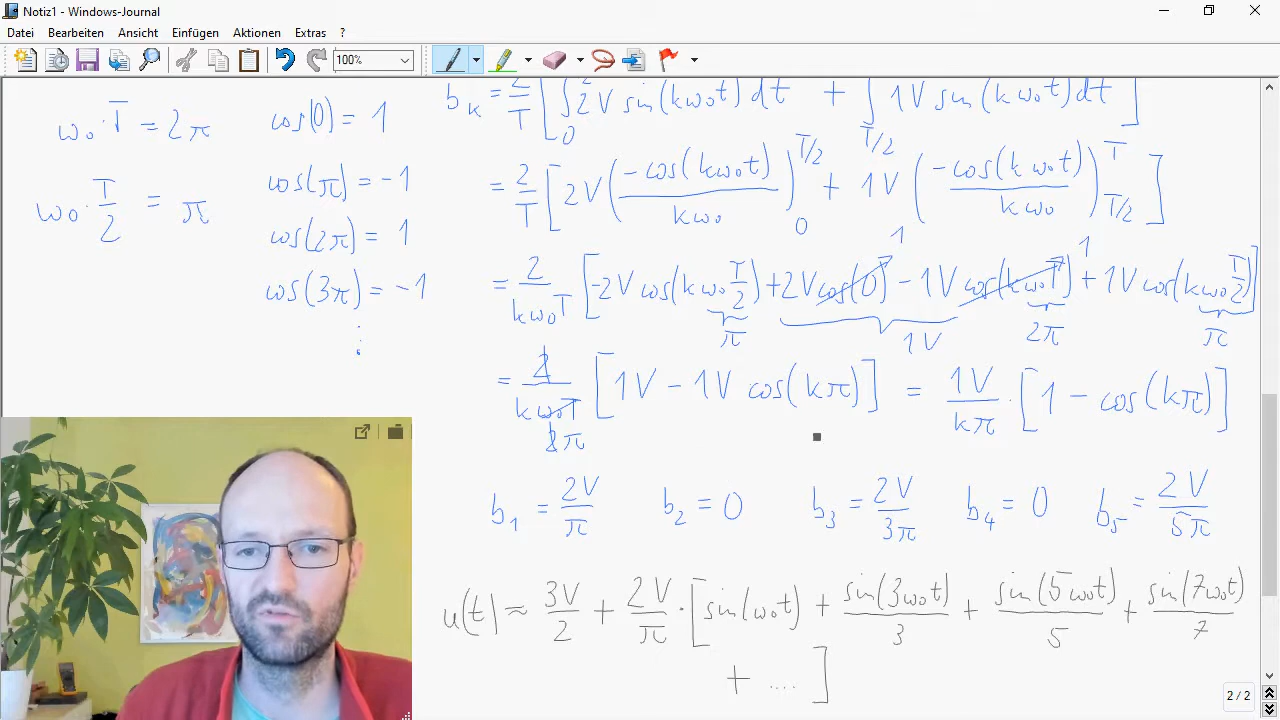 Notiz1 - Windows-Journal
Datei Bearbeiten Ansicht Einfügen Aktionen Extras ?
100%
ω₀·T = 2π
ω₀·T/2 = π
cos(0) = 1
cos(π) = -1
cos(2π) = 1
cos(3π) = -1
⋮
b_K = 2/T [ ∫₀ 2V sin(kω₀t) dt + ∫_{T/2} 1V sin(kω₀t) dt ]
= 2/T [ 2V ( -cos(kω₀t) / kω₀ )₀^{T/2} + 1V ( -cos(kω₀t) / kω₀ )_{T/2}^{T} ]
1 1
= 2/(kω₀T) [ -2V cos(kω₀ T/2) + 2V cos(0) - 1V cos(kω₀T) + 1V cos(kω₀ T/2) ]
π 1V 2π π
= 2/(kω₀T) [ 1V - 1V cos(kπ) ] = 1V/(kπ) · [ 1 - cos(kπ) ]
2π
b₁ = 2V/π b₂ = 0 b₃ = 2V/3π b₄ = 0 b₅ = 2V/5π
u(t) ≈ 3V/2 + 2V/π · [ sin(ω₀t) + sin(3ω₀t)/3 + sin(5ω₀t)/5 + sin(7ω₀t)/7
+ .... ]
2 / 2